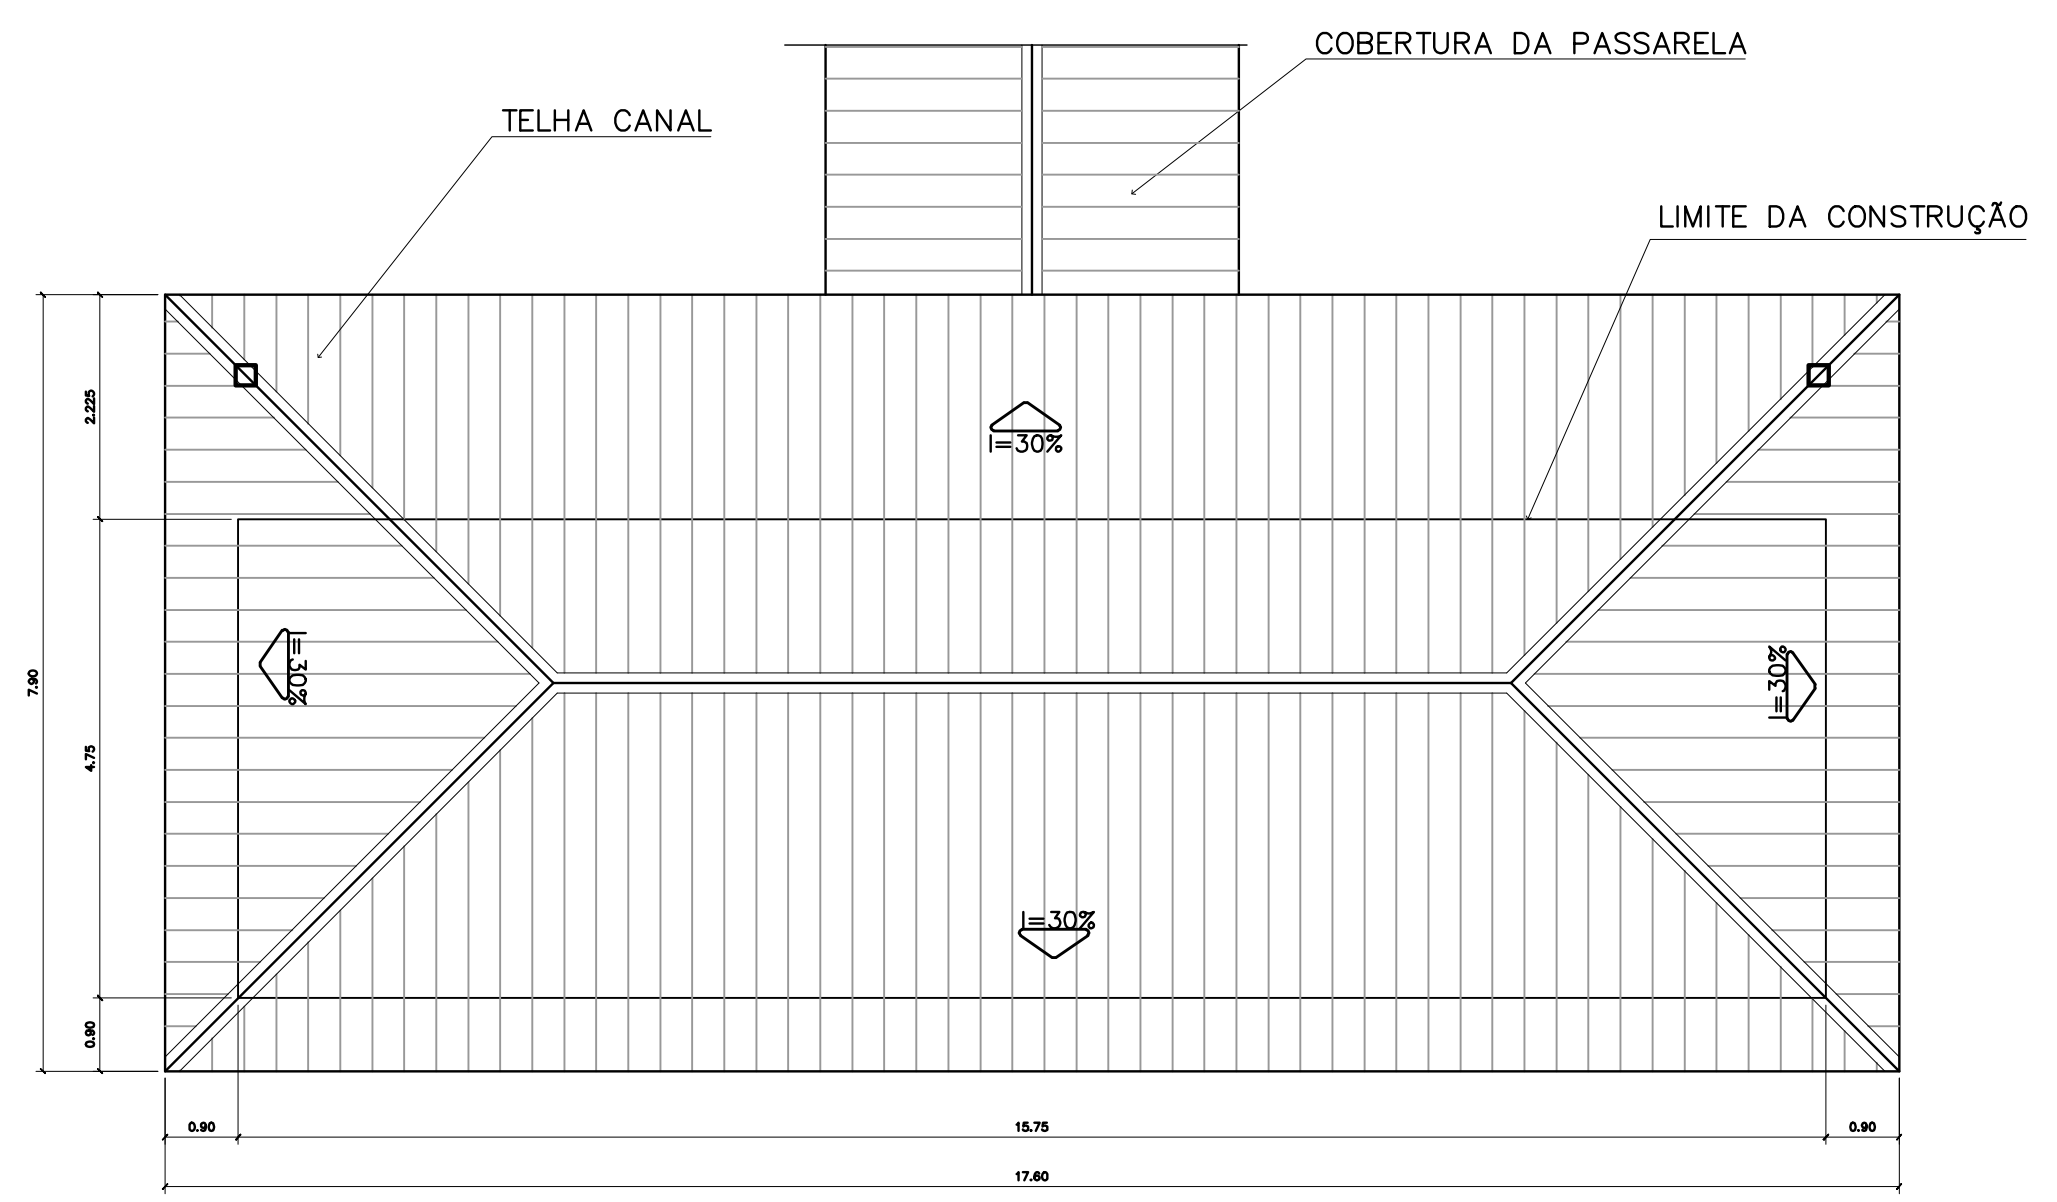 COBERTURA DA PASSARELA
TELHA CANAL
LIMITE DA CONSTRUÇÃO
2.225
I=30%
7.90
I=30%
I=30%
4.75
I=30%
0.90
0.90
15.75
0.90
17.60